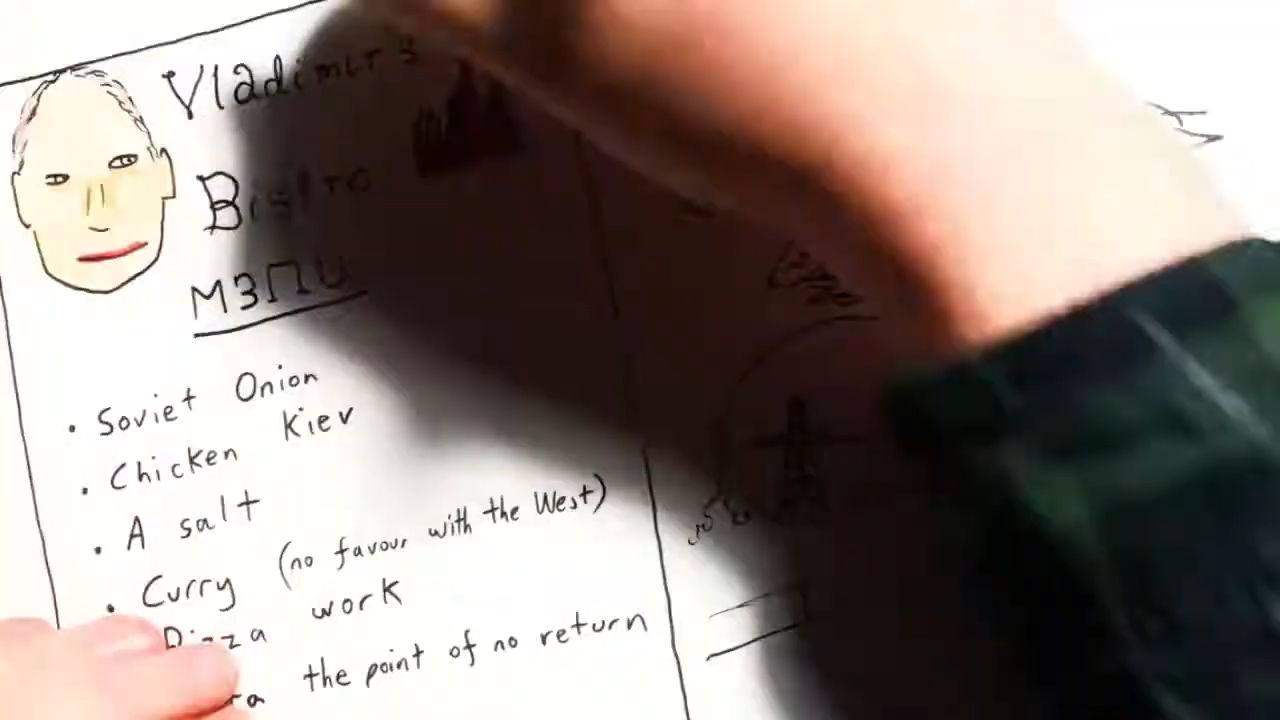 Vladimir's
Bistro
МЗПU
• Soviet Onion
• Chicken Kiev
• A salt
• Curry (no favour with the West)
work
the point of no return